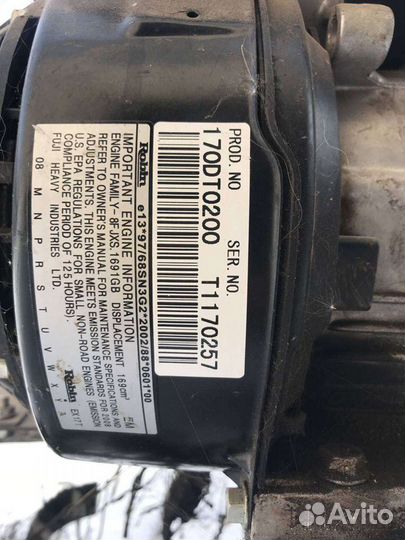 PROD. NO SER. NO
170DT0200 T1170257
Robin e13*97/68SN3G2*2002/88*0601*00
IMPORTANT ENGINE INFORMATION
ENGINE FAMILY- 8FJXS.1691GB DISPLACEMENT 169cm³ EM
REFER TO OWNER'S MANUAL FOR MAINTENANCE SPECIFICATIONS AND
ADJUSTMENTS. THIS ENGINE MEETS EMISSION STANDARDS FOR 2008
U.S. EPA REGULATIONS FOR SMALL NON-ROAD ENGINES (EMISSION
COMPLIANCE PERIOD OF 125 HOURS).
FUJI HEAVY INDUSTRIES LTD. Robin EX17T
08 M N P R S T U V W X Y
Avito